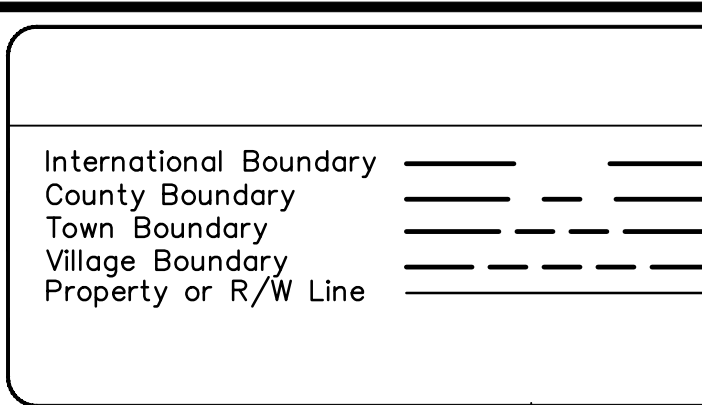 International Boundary
County Boundary
Town Boundary
Village Boundary
Property or R/W Line